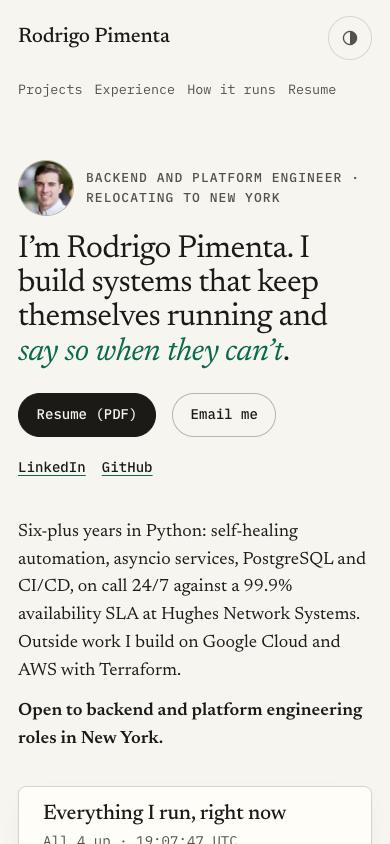 Rodrigo Pimenta
Projects Experience How it runs Resume
BACKEND AND PLATFORM ENGINEER ·
RELOCATING TO NEW YORK
I’m Rodrigo Pimenta. I
build systems that keep
themselves running and
say so when they can’t.
Resume (PDF) Email me
LinkedIn GitHub
Six-plus years in Python: self-healing
automation, asyncio services, PostgreSQL and
CI/CD, on call 24/7 against a 99.9%
availability SLA at Hughes Network Systems.
Outside work I build on Google Cloud and
AWS with Terraform.
Open to backend and platform engineering
roles in New York.
Everything I run, right now
All 4 up · 19:07:47 UTC